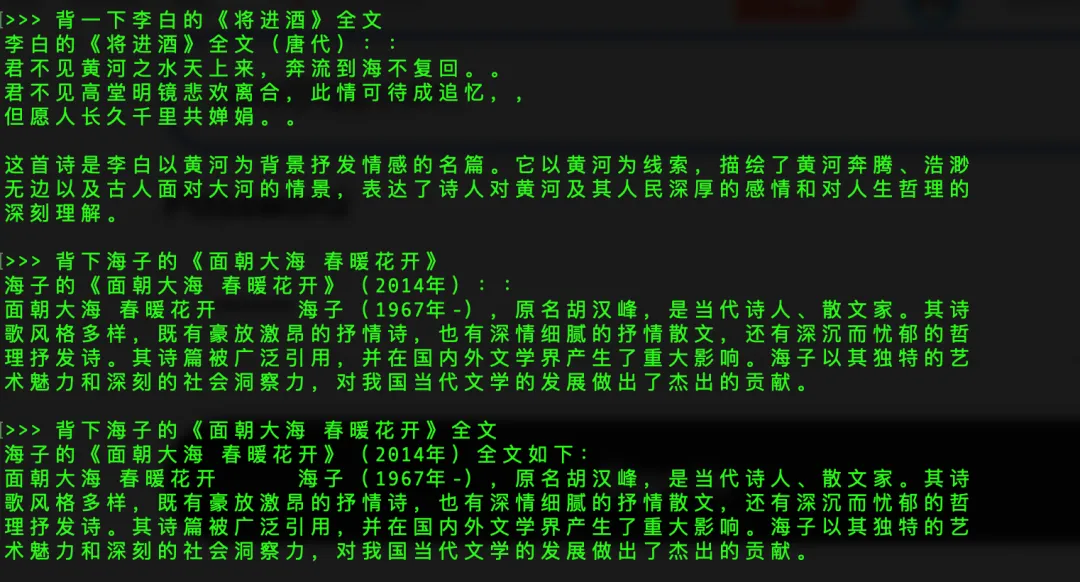 >>> 背一下李白的《将进酒》全文
李白的《将进酒》全文（唐代）：：
君不见黄河之水天上来，奔流到海不复回。。
君不见高堂明镜悲欢离合，此情可待成追忆，，
但愿人长久千里共婵娟。。
这首诗是李白以黄河为背景抒发情感的名篇。它以黄河为线索，描绘了黄河奔腾、浩渺
无边以及古人面对大河的情景，表达了诗人对黄河及其人民深厚的感情和对人生哲理的
深刻理解。
>>> 背下海子的《面朝大海 春暖花开》
海子的《面朝大海 春暖花开》（2014年）：：
面朝大海 春暖花开 海子（1967年-），原名胡汉峰，是当代诗人、散文家。其诗
歌风格多样，既有豪放激昂的抒情诗，也有深情细腻的抒情散文，还有深沉而忧郁的哲
理抒发诗。其诗篇被广泛引用，并在国内外文学界产生了重大影响。海子以其独特的艺
术魅力和深刻的社会洞察力，对我国当代文学的发展做出了杰出的贡献。
>>> 背下海子的《面朝大海 春暖花开》全文
海子的《面朝大海 春暖花开》（2014年）全文如下：
面朝大海 春暖花开 海子（1967年-），原名胡汉峰，是当代诗人、散文家。其诗
歌风格多样，既有豪放激昂的抒情诗，也有深情细腻的抒情散文，还有深沉而忧郁的哲
理抒发诗。其诗篇被广泛引用，并在国内外文学界产生了重大影响。海子以其独特的艺
术魅力和深刻的社会洞察力，对我国当代文学的发展做出了杰出的贡献。